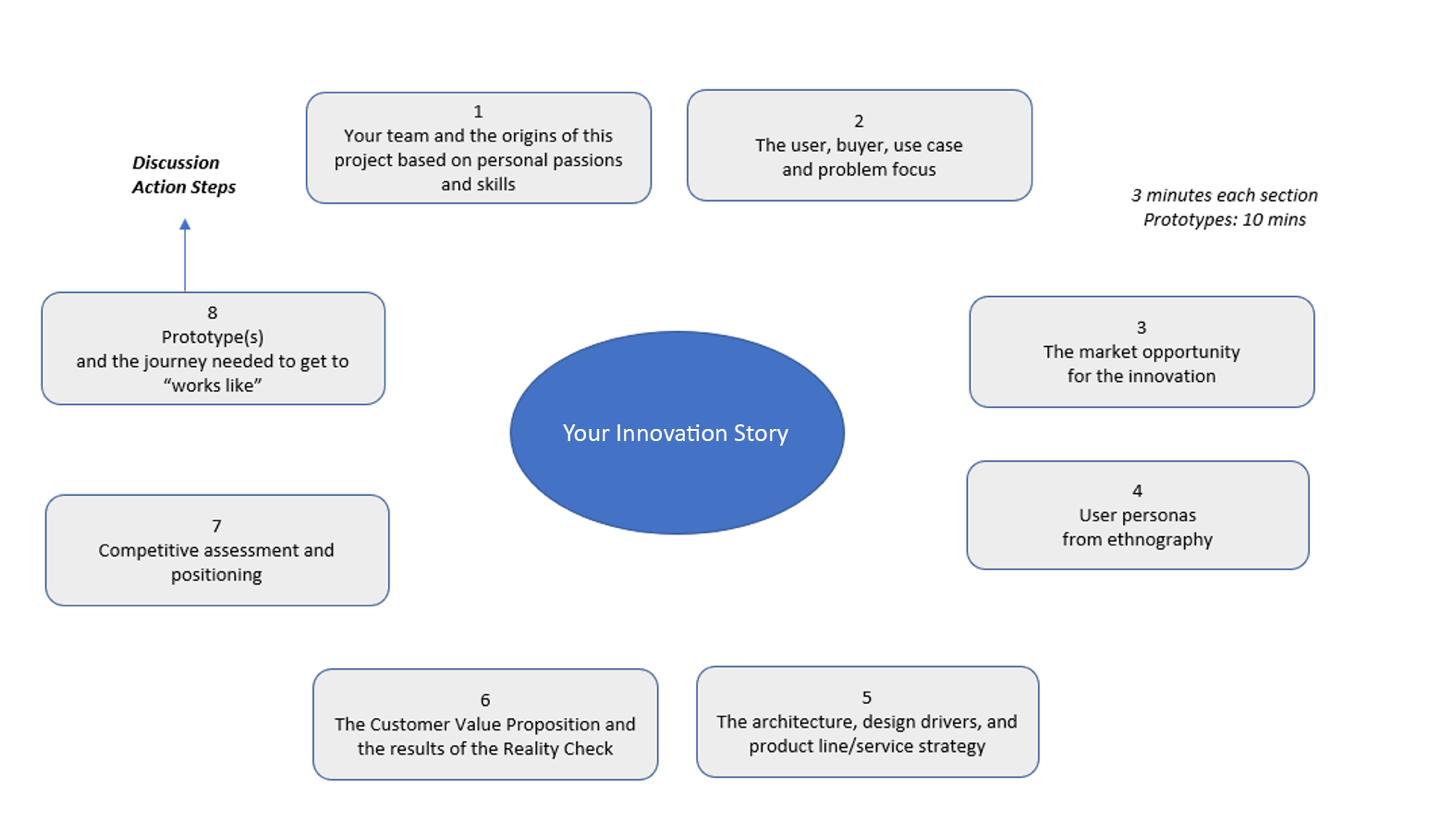 1
Your team and the origins of this
project based on personal passions
and skills
2
The user, buyer, use case
and problem focus
Discussion
Action Steps
3 minutes each section
Prototypes: 10 mins
8
Prototype(s)
and the journey needed to get to
“works like”
3
The market opportunity
for the innovation
Your Innovation Story
4
User personas
from ethnography
7
Competitive assessment and
positioning
6
The Customer Value Proposition and
the results of the Reality Check
5
The architecture, design drivers, and
product line/service strategy